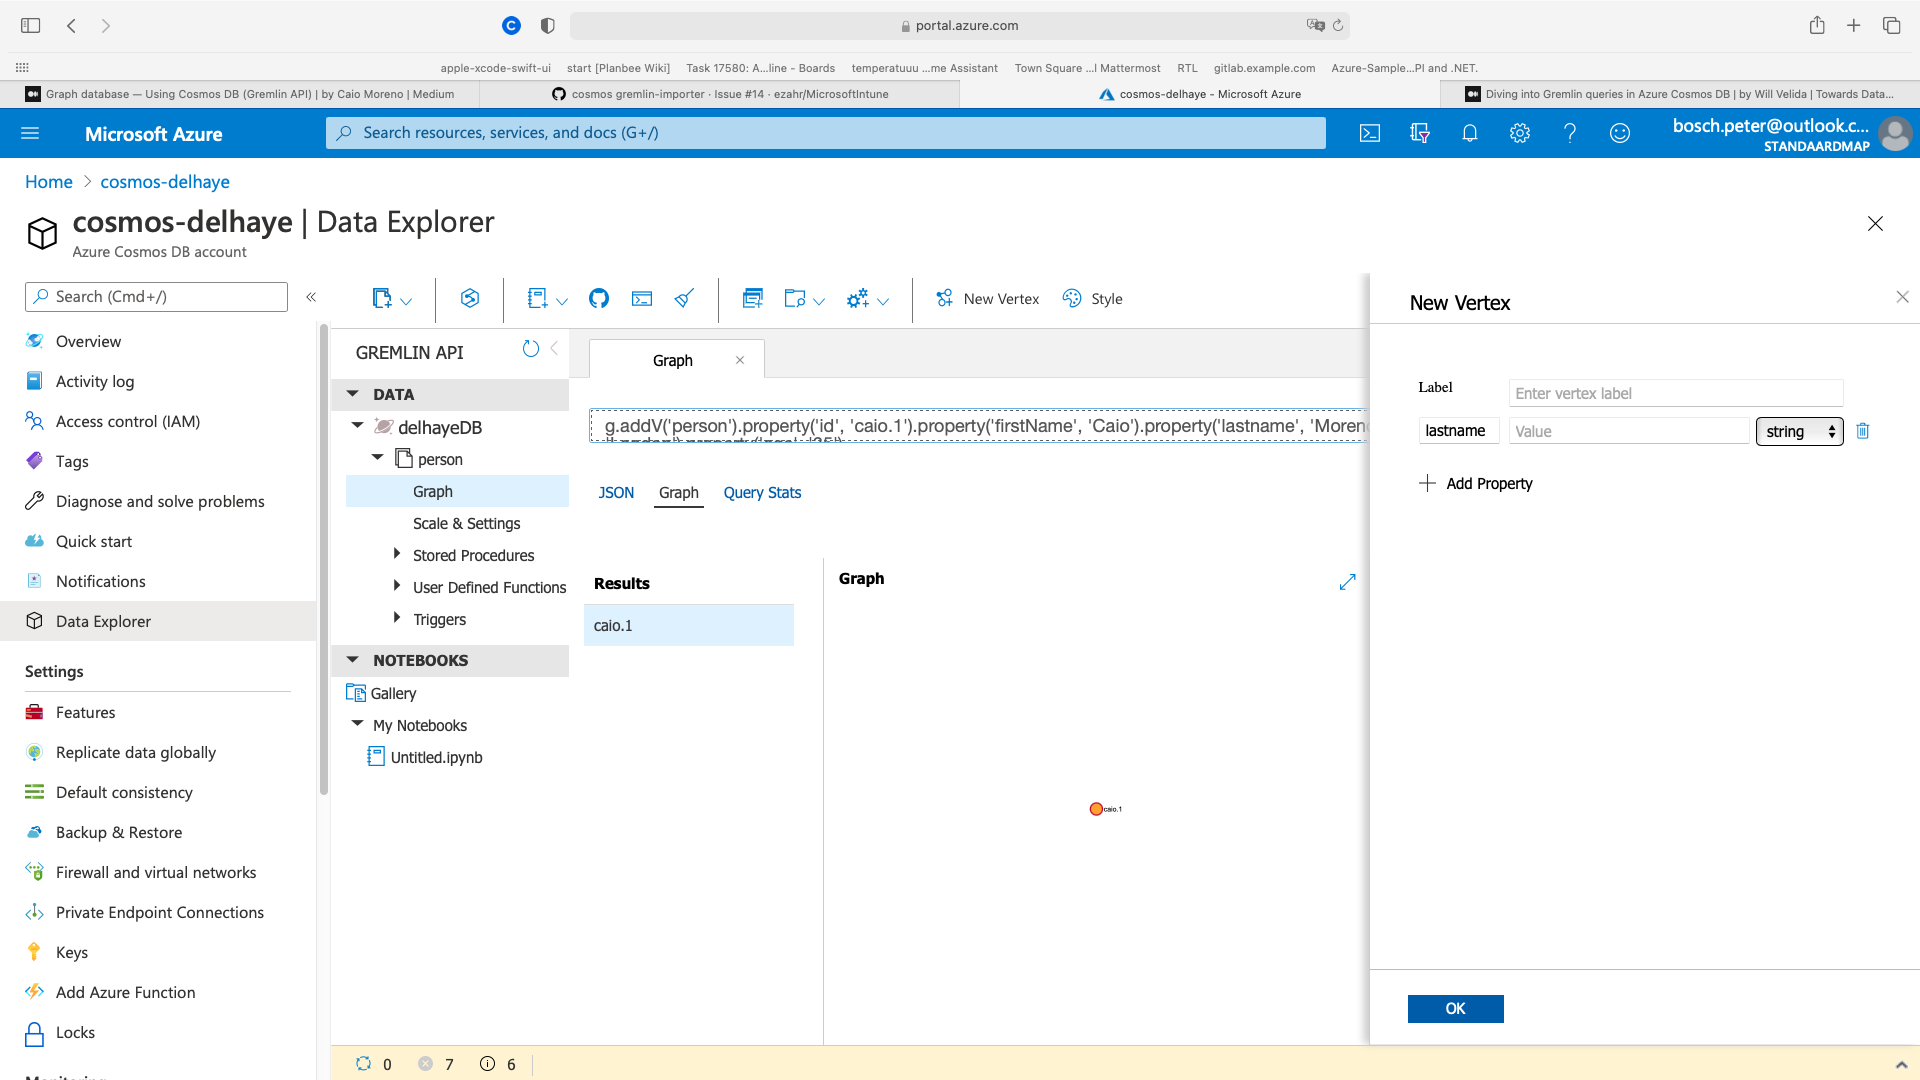 portal.azure.com
apple-xcode-swift-ui
start [Planbee Wiki]
Task 17580: A...line - Boards
temperatuuu ...me Assistant
Town Square ...l Mattermost
RTL
gitlab.example.com
Azure-Sample...PI and .NET.
Graph database — Using Cosmos DB (Gremlin API) | by Caio Moreno | Medium
cosmos gremlin-importer · Issue #14 · ezahr/MicrosoftIntune
cosmos-delhaye - Microsoft Azure
Diving into Gremlin queries in Azure Cosmos DB | by Will Velida | Towards Data...
Microsoft Azure
Search resources, services, and docs (G+/)
bosch.peter@outlook.c...
STANDAARDMAP
Home > cosmos-delhaye
cosmos-delhaye | Data Explorer
Azure Cosmos DB account
Search (Cmd+/)
«
Overview
Activity log
Access control (IAM)
Tags
Diagnose and solve problems
Quick start
Notifications
Data Explorer
Settings
Features
Replicate data globally
Default consistency
Backup & Restore
Firewall and virtual networks
Private Endpoint Connections
Keys
Add Azure Function
Locks
New Vertex
Style
GREMLIN API
DATA
delhayeDB
person
Graph
Scale & Settings
Stored Procedures
User Defined Functions
Triggers
NOTEBOOKS
Gallery
My Notebooks
Untitled.ipynb
Graph
g.addV('person').property('id', 'caio.1').property('firstName', 'Caio').property('lastname', 'Moreno
JSON
Graph
Query Stats
Results
caio.1
Graph
caio.1
New Vertex
Label
Enter vertex label
lastname
Value
string
Add Property
OK
0
7
6